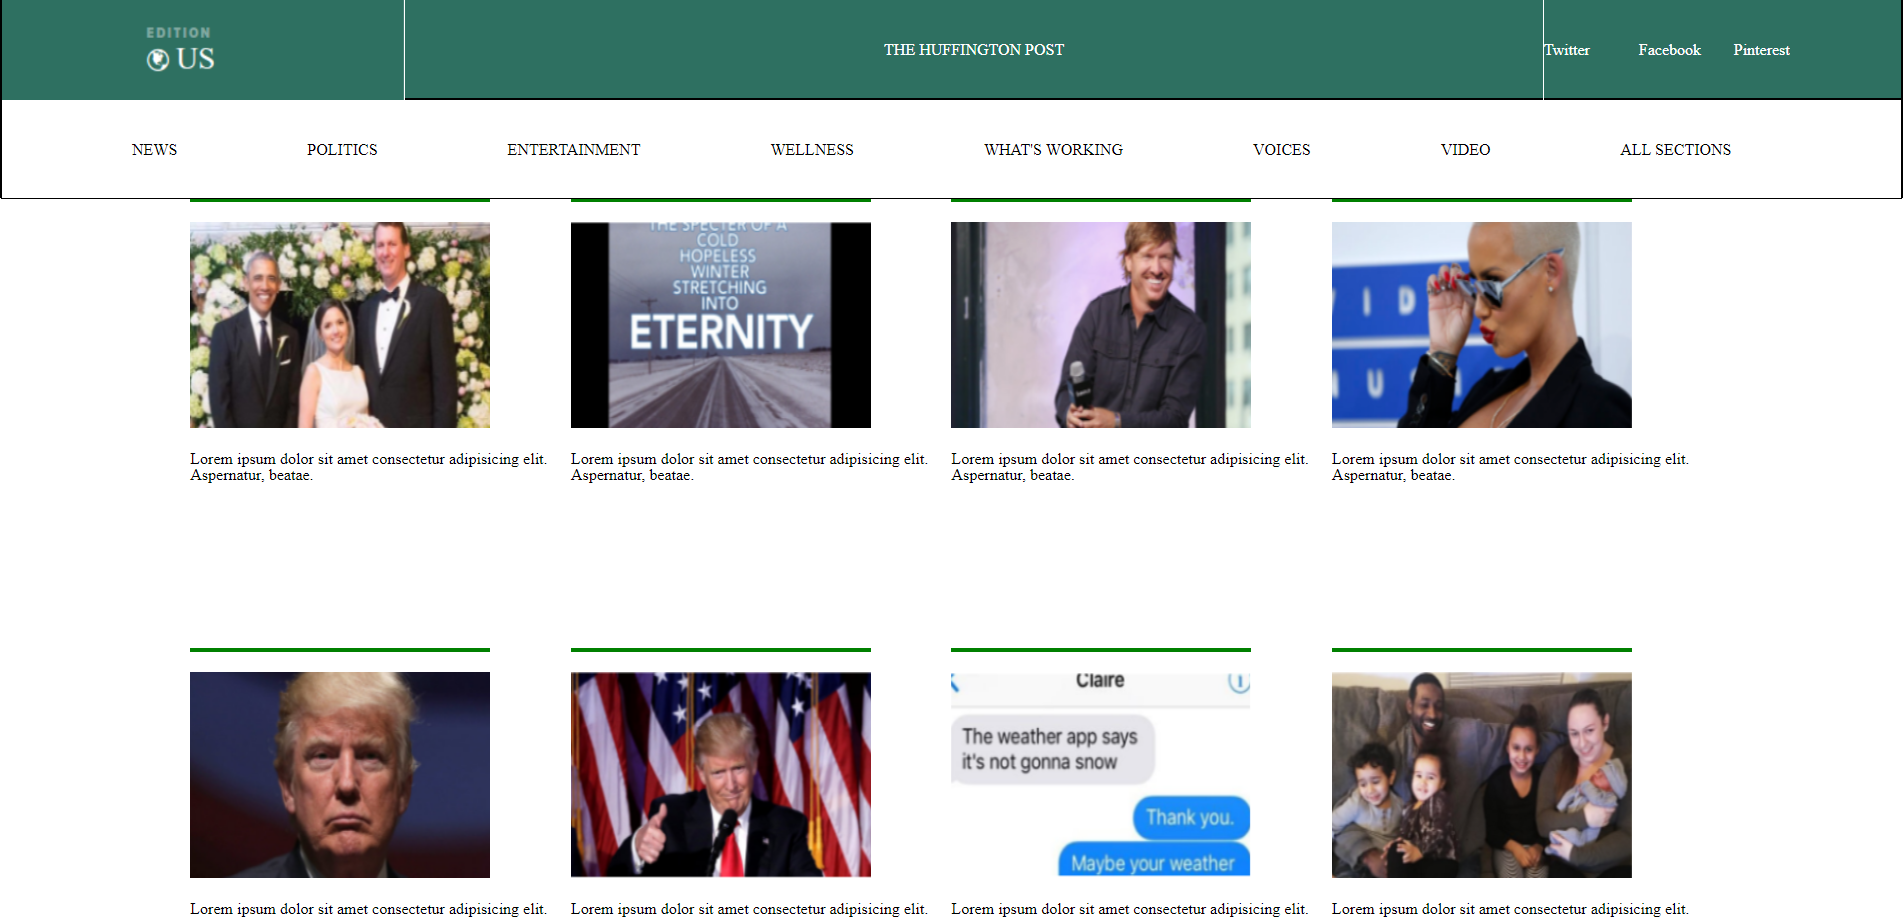 EDITION
US
THE HUFFINGTON POST
Twitter
Facebook
Pinterest
NEWS
POLITICS
ENTERTAINMENT
WELLNESS
WHAT'S WORKING
VOICES
VIDEO
ALL SECTIONS
THE SPECTER OF A
COLD
HOPELESS
WINTER
STRETCHING
INTO
ETERNITY
V I D
M U S
Lorem ipsum dolor sit amet consectetur adipisicing elit.
Aspernatur, beatae.
Lorem ipsum dolor sit amet consectetur adipisicing elit.
Aspernatur, beatae.
Lorem ipsum dolor sit amet consectetur adipisicing elit.
Aspernatur, beatae.
Lorem ipsum dolor sit amet consectetur adipisicing elit.
Aspernatur, beatae.
Claire
The weather app says
it's not gonna snow
Thank you.
Maybe your weather
Lorem ipsum dolor sit amet consectetur adipisicing elit.
Lorem ipsum dolor sit amet consectetur adipisicing elit.
Lorem ipsum dolor sit amet consectetur adipisicing elit.
Lorem ipsum dolor sit amet consectetur adipisicing elit.